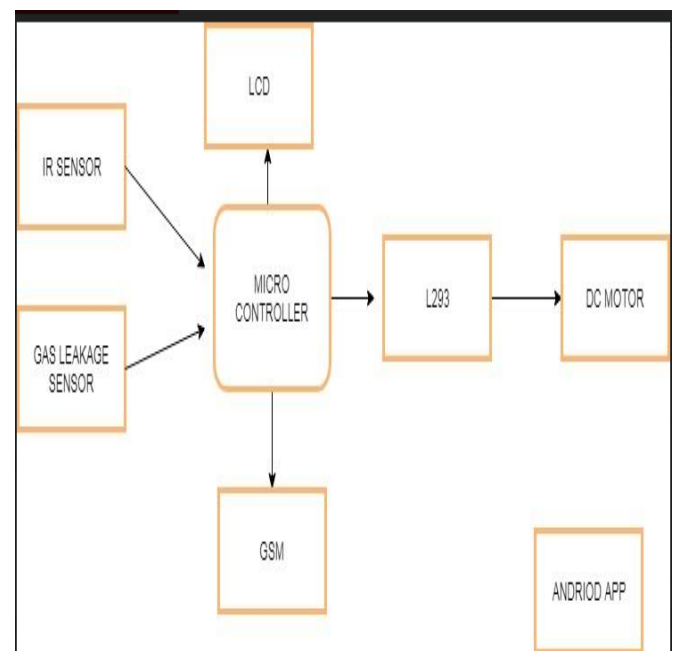 LCD
IR SENSOR
MICRO
CONTROLLER
L293
DC MOTOR
GAS LEAKAGE
SENSOR
GSM
ANDRIOD APP